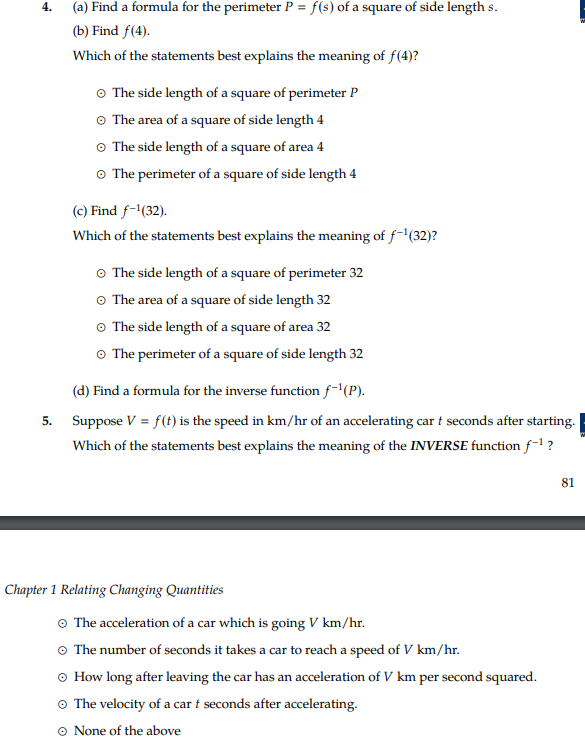 4. (a) Find a formula for the perimeter P = f(s) of a square of side length s.
(b) Find f(4).
Which of the statements best explains the meaning of f(4)?
⊙ The side length of a square of perimeter P
⊙ The area of a square of side length 4
⊙ The side length of a square of area 4
⊙ The perimeter of a square of side length 4
(c) Find f⁻¹(32).
Which of the statements best explains the meaning of f⁻¹(32)?
⊙ The side length of a square of perimeter 32
⊙ The area of a square of side length 32
⊙ The side length of a square of area 32
⊙ The perimeter of a square of side length 32
(d) Find a formula for the inverse function f⁻¹(P).
5. Suppose V = f(t) is the speed in km/hr of an accelerating car t seconds after starting.
Which of the statements best explains the meaning of the INVERSE function f⁻¹ ?
81
Chapter 1 Relating Changing Quantities
⊙ The acceleration of a car which is going V km/hr.
⊙ The number of seconds it takes a car to reach a speed of V km/hr.
⊙ How long after leaving the car has an acceleration of V km per second squared.
⊙ The velocity of a car t seconds after accelerating.
⊙ None of the above